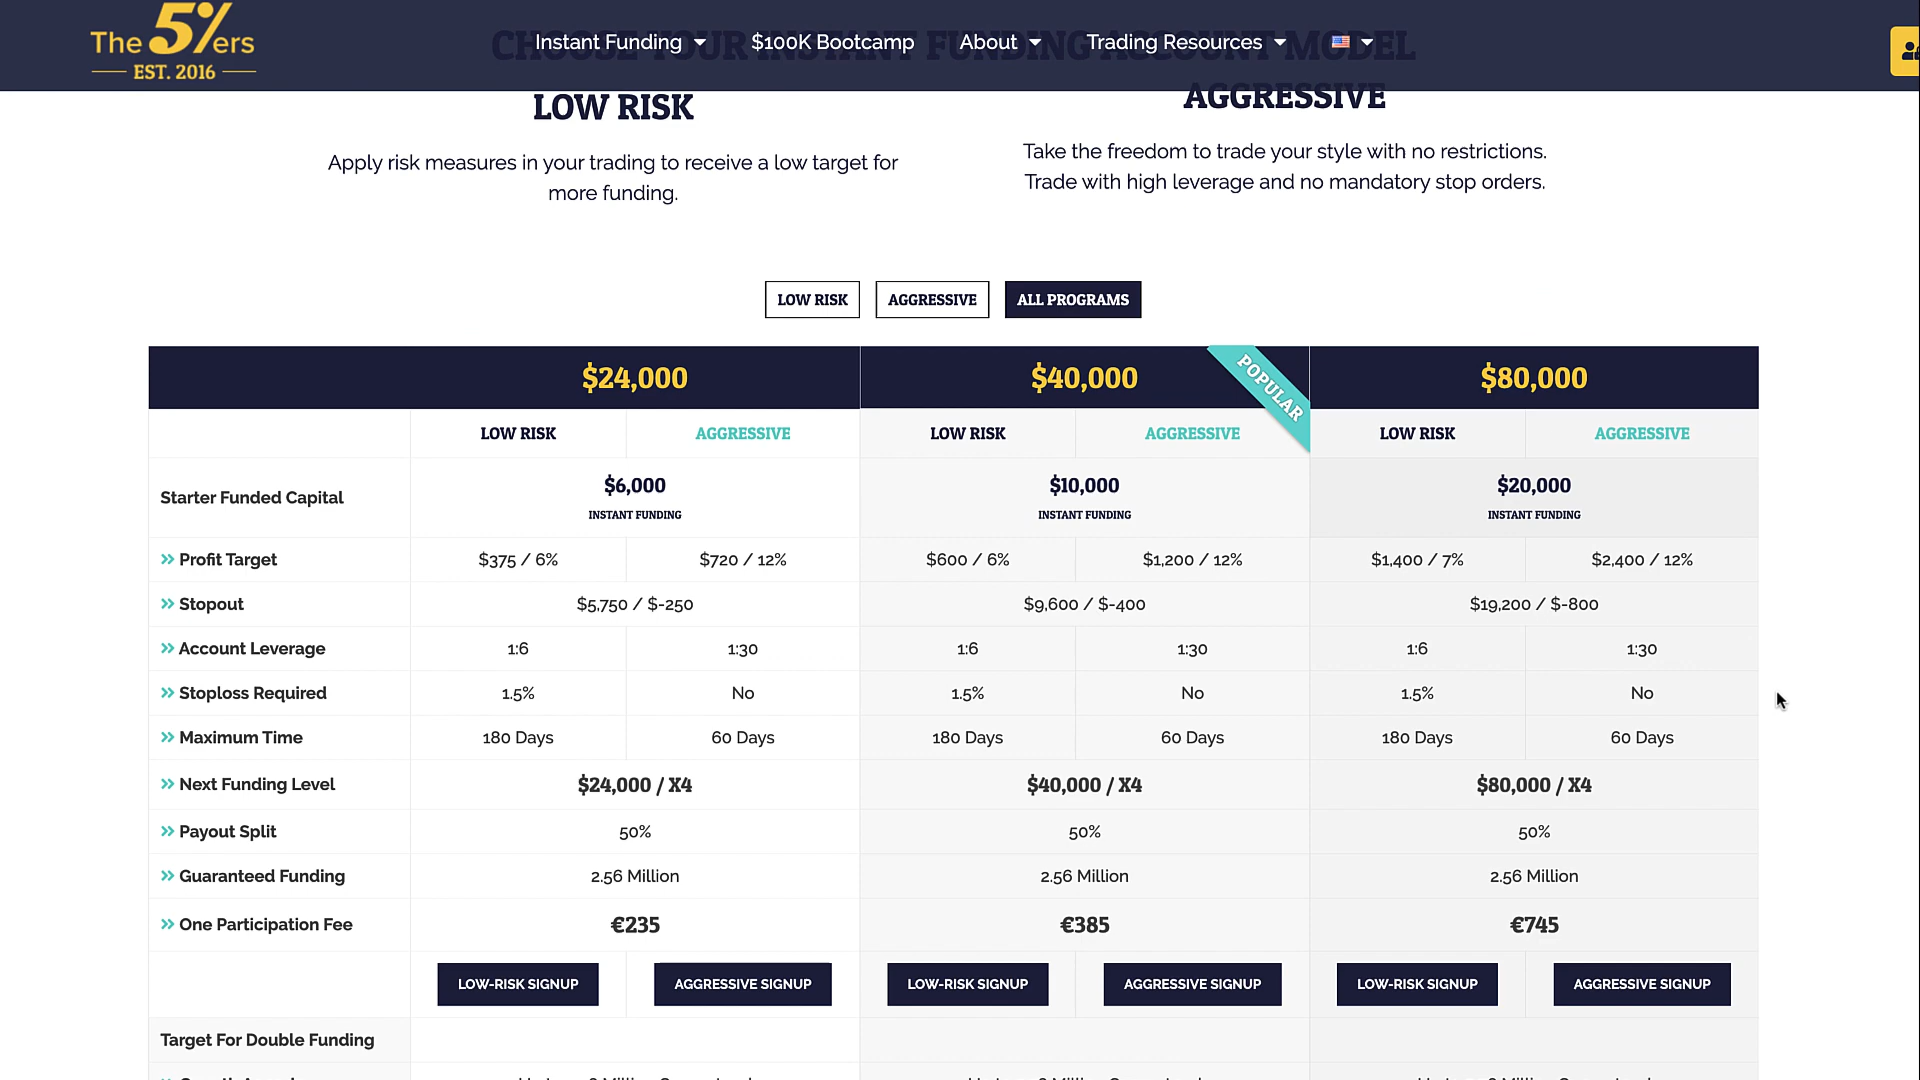 The 5%ers
EST. 2016
Instant Funding
$100K Bootcamp
About
Trading Resources
CHOOSE YOUR INSTANT FUNDING ACCOUNT MODEL
LOW RISK
AGGRESSIVE
Apply risk measures in your trading to receive a low target for
more funding.
Take the freedom to trade your style with no restrictions.
Trade with high leverage and no mandatory stop orders.
LOW RISK AGGRESSIVE ALL PROGRAMS
$24,000 $40,000 $80,000
POPULAR
LOW RISK AGGRESSIVE LOW RISK AGGRESSIVE LOW RISK AGGRESSIVE
Starter Funded Capital $6,000 $10,000 $20,000
INSTANT FUNDING INSTANT FUNDING INSTANT FUNDING
» Profit Target $375 / 6% $720 / 12% $600 / 6% $1,200 / 12% $1,400 / 7% $2,400 / 12%
» Stopout $5,750 / $-250 $9,600 / $-400 $19,200 / $-800
» Account Leverage 1:6 1:30 1:6 1:30 1:6 1:30
» Stoploss Required 1.5% No 1.5% No 1.5% No
» Maximum Time 180 Days 60 Days 180 Days 60 Days 180 Days 60 Days
» Next Funding Level $24,000 / X4 $40,000 / X4 $80,000 / X4
» Payout Split 50% 50% 50%
» Guaranteed Funding 2.56 Million 2.56 Million 2.56 Million
» One Participation Fee €235 €385 €745
LOW-RISK SIGNUP AGGRESSIVE SIGNUP LOW-RISK SIGNUP AGGRESSIVE SIGNUP LOW-RISK SIGNUP AGGRESSIVE SIGNUP
Target For Double Funding